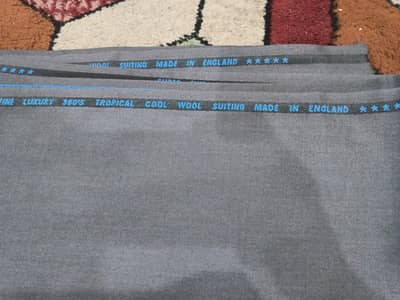 WOOL SUITING MADE IN ENGLAND ★★★★★
★★★★
FINE LUXURY 360'S TROPICAL COOL WOOL SUITING MADE IN ENGLAND ★★★★